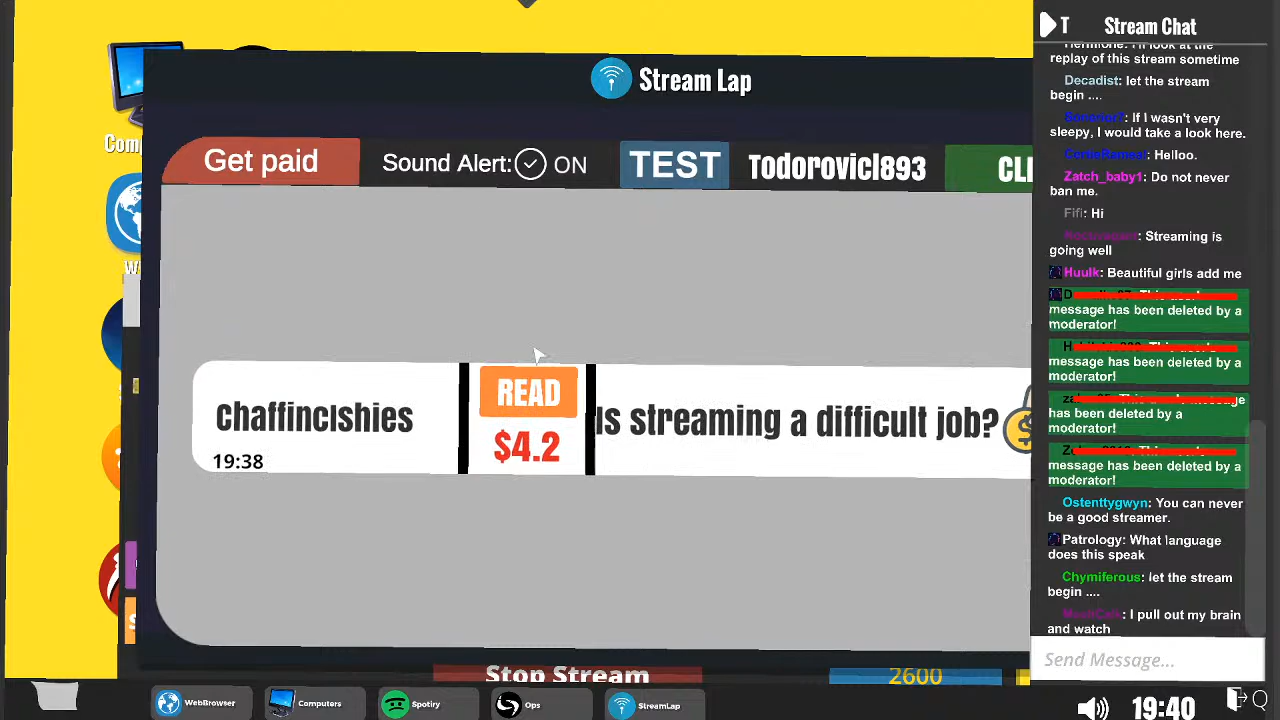 Stream Lap
Get paid
Sound Alert: ON
TEST
Todorovicl893
Chaffinclshies
19:38
READ
$4.2
Is streaming a difficult job?
Stop Stream
2600
WebBrowser
Computers
Spotiry
Ops
StreamLap
T
Stream Chat
replay of this stream sometime
Decadist: let the stream
begin ....
If I wasn't very
sleepy, I would take a look here.
Helloo.
Zatch_baby1: Do not never
ban me.
Fifi: Hi
Streaming is
going well
Huulk: Beautiful girls add me
message has been deleted by a
moderator!
message has been deleted by a
moderator!
message has been deleted by a
moderator!
message has been deleted by a
moderator!
Ostenttygwyn: You can never
be a good streamer.
Patrology: What language
does this speak
Chymiferous: let the stream
begin ....
I pull out my brain
and watch
Send Message...
19:40